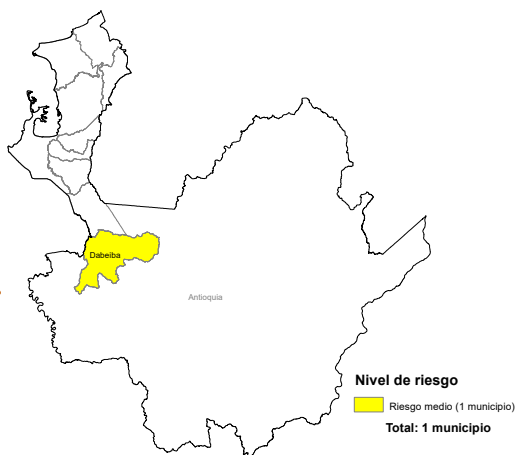 Dabeiba
Antioquia
Nivel de riesgo
Riesgo medio (1 municipio)
Total: 1 municipio